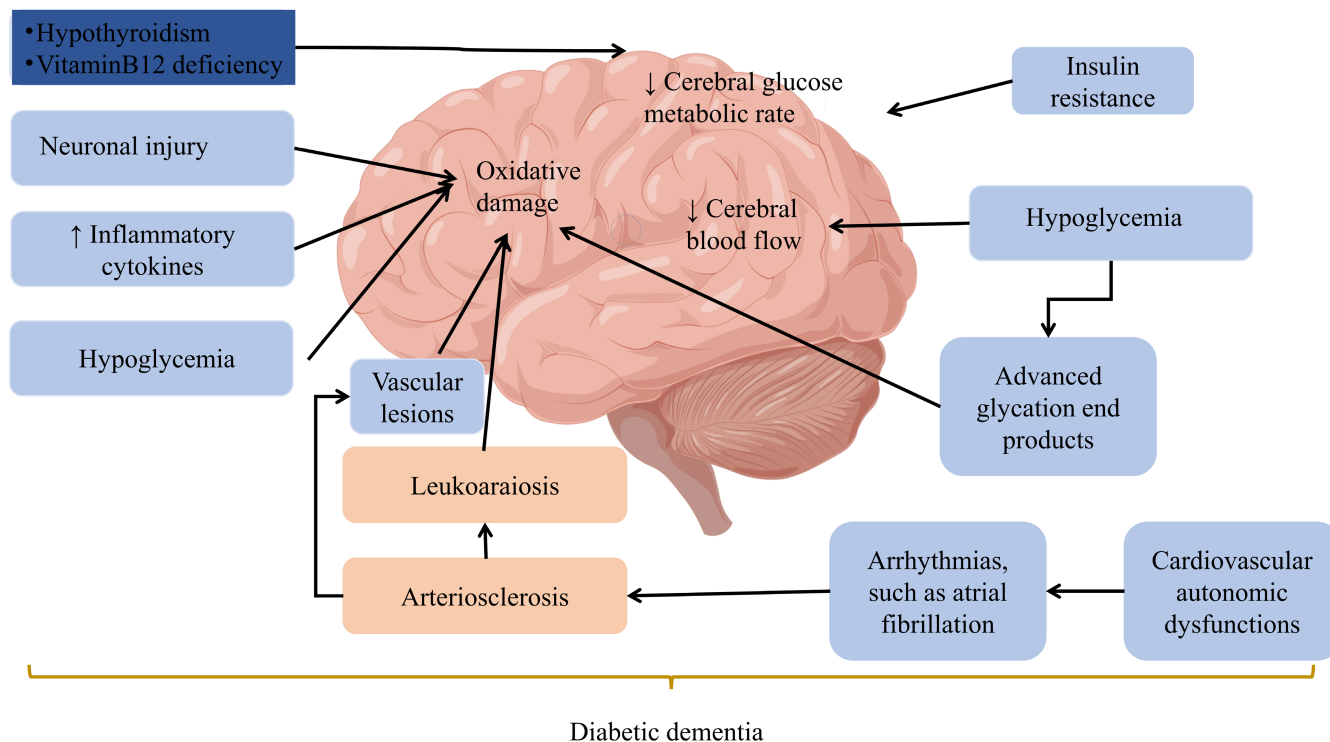 •Hypothyroidism
•VitaminB12 deficiency
↓ Cerebral glucose
metabolic rate
Insulin
resistance
Neuronal injury
Oxidative
damage
↓ Cerebral
blood flow
Hypoglycemia
↑ Inflammatory
cytokines
Hypoglycemia
Vascular
lesions
Advanced
glycation end
products
Leukoaraiosis
Arteriosclerosis
Arrhythmias,
such as atrial
fibrillation
Cardiovascular
autonomic
dysfunctions
Diabetic dementia